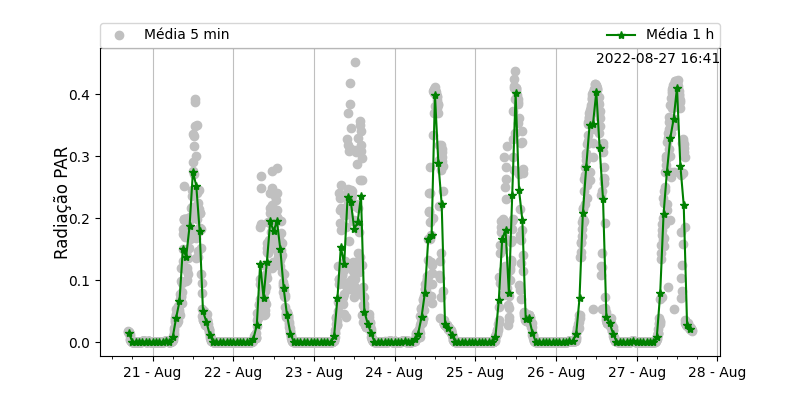 Média 5 min
Média 1 h
2022-08-27 16:41
Radiação PAR
0.4
0.3
0.2
0.1
0.0
21 - Aug
22 - Aug
23 - Aug
24 - Aug
25 - Aug
26 - Aug
27 - Aug
28 - Aug